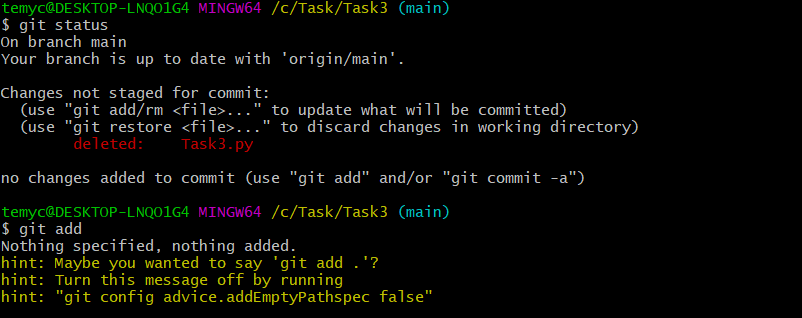 temyc@DESKTOP-LNQO1G4 MINGW64 /c/Task/Task3 (main)
$ git status
On branch main
Your branch is up to date with 'origin/main'.

Changes not staged for commit:
  (use "git add/rm <file>..." to update what will be committed)
  (use "git restore <file>..." to discard changes in working directory)
        deleted:    Task3.py

no changes added to commit (use "git add" and/or "git commit -a")

temyc@DESKTOP-LNQO1G4 MINGW64 /c/Task/Task3 (main)
$ git add
Nothing specified, nothing added.
hint: Maybe you wanted to say 'git add .'?
hint: Turn this message off by running
hint: "git config advice.addEmptyPathspec false"